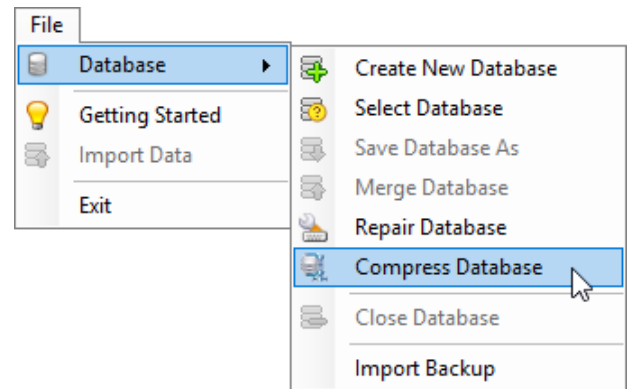 File
Database
Getting Started
Import Data
Exit
Create New Database
Select Database
Save Database As
Merge Database
Repair Database
Compress Database
Close Database
Import Backup